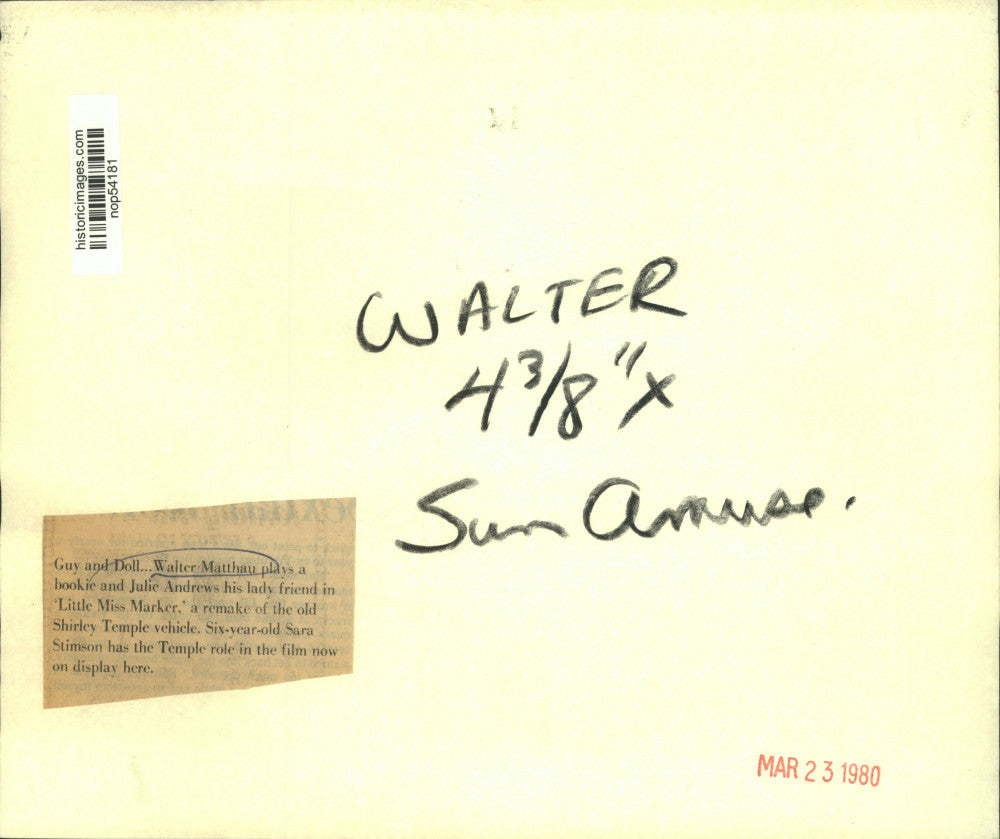 historicimages.com
nop54181
WALTER
4 3/8" X
Sun Amuse.
Guy and Doll...Walter Matthau plays a
bookie and Julie Andrews his lady friend in
'Little Miss Marker,' a remake of the old
Shirley Temple vehicle. Six-year-old Sara
Stimson has the Temple role in the film now
on display here.
MAR 23 1980